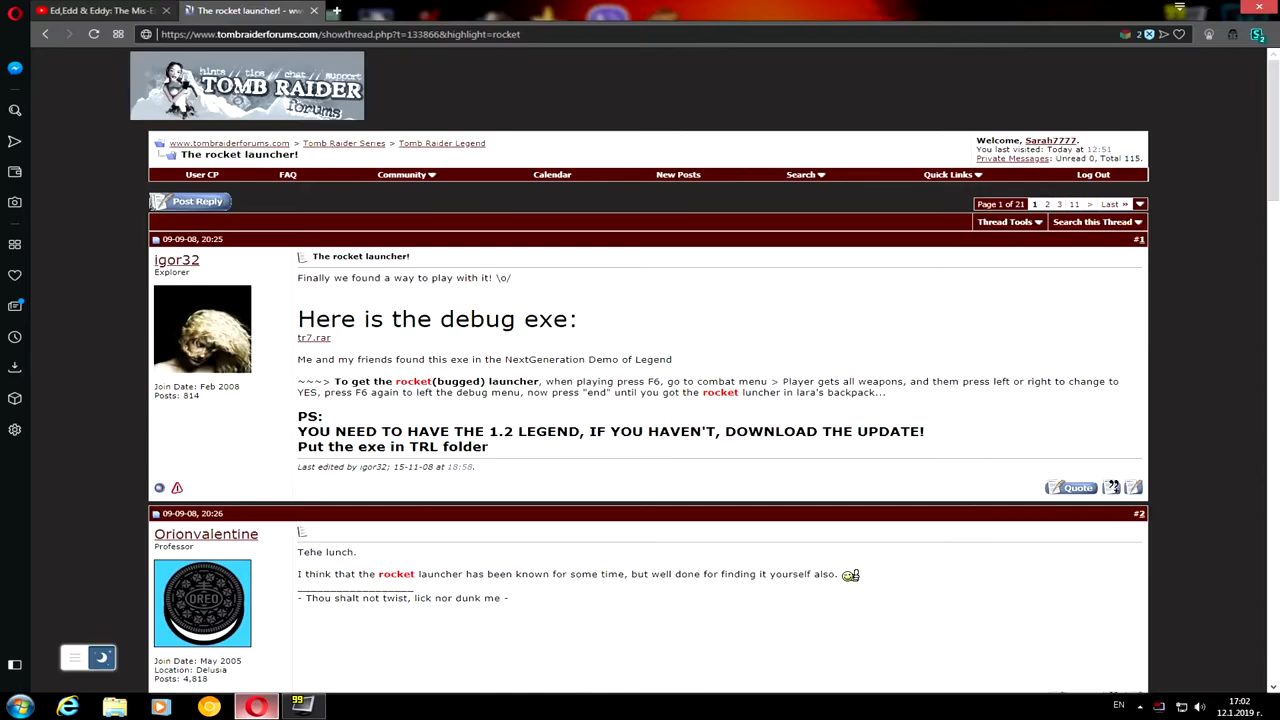 Ed,Edd & Eddy: The Mis-E
The rocket launcher! - ww
https://www.tombraiderforums.com/showthread.php?t=133866&highlight=rocket
2
2
hints / tips / chat / support
TOMB RAIDER
forums
www.tombraiderforums.com > Tomb Raider Series > Tomb Raider Legend
The rocket launcher!
Welcome, Sarah7777.
You last visited: Today at 12:51
Private Messages: Unread 0, Total 115.
User CP FAQ Community Calendar New Posts Search Quick Links Log Out
Post Reply
Page 1 of 21 1 2 3 11 > Last »
Thread Tools Search this Thread
09-09-08, 20:25 #1
igor32
Explorer
Join Date: Feb 2008
Posts: 814
The rocket launcher!
Finally we found a way to play with it! \o/
Here is the debug exe:
tr7.rar
Me and my friends found this exe in the NextGeneration Demo of Legend
~~~> To get the rocket(bugged) launcher, when playing press F6, go to combat menu > Player gets all weapons, and them press left or right to change to
YES, press F6 again to left the debug menu, now press "end" until you got the rocket luncher in lara's backpack...
PS:
YOU NEED TO HAVE THE 1.2 LEGEND, IF YOU HAVEN'T, DOWNLOAD THE UPDATE!
Put the exe in TRL folder
Last edited by igor32; 15-11-08 at 18:58.
Quote
09-09-08, 20:26 #2
Orionvalentine
Professor
OREO
Join Date: May 2005
Location: Delusia
Posts: 4,818
Tehe lunch.
I think that the rocket launcher has been known for some time, but well done for finding it yourself also.
- Thou shalt not twist, lick nor dunk me -
99
EN
17:02
12.1.2019 г.